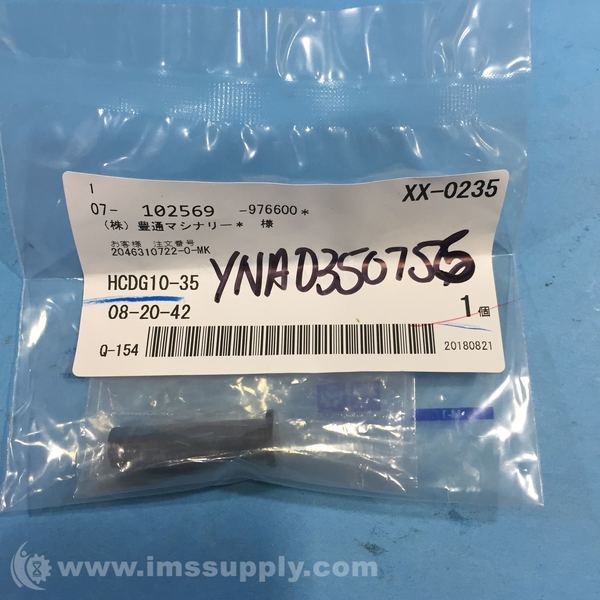 1
XX-0235
07- 102569 -976600*
(株) 豊通マシナリー* 様
お客様 注文番号
2046310722-0-MK
HCDG10-35
YNAD350755
08-20-42
1個
Q-154
20180821
www.imssupply.com